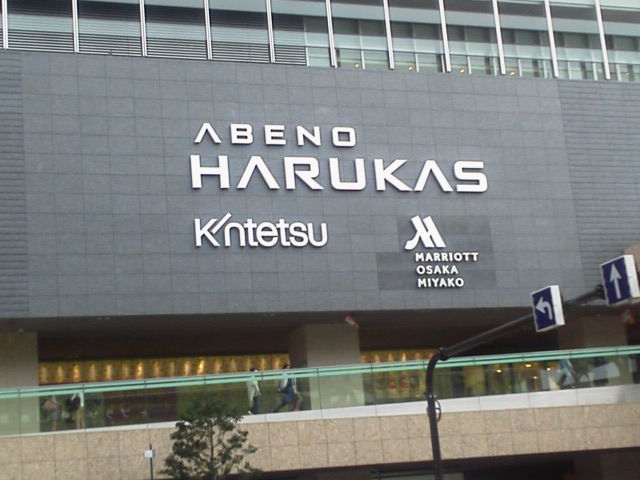 ABENO
HARUKAS
Kintetsu
MARRIOTT
OSAKA
MIYAKO